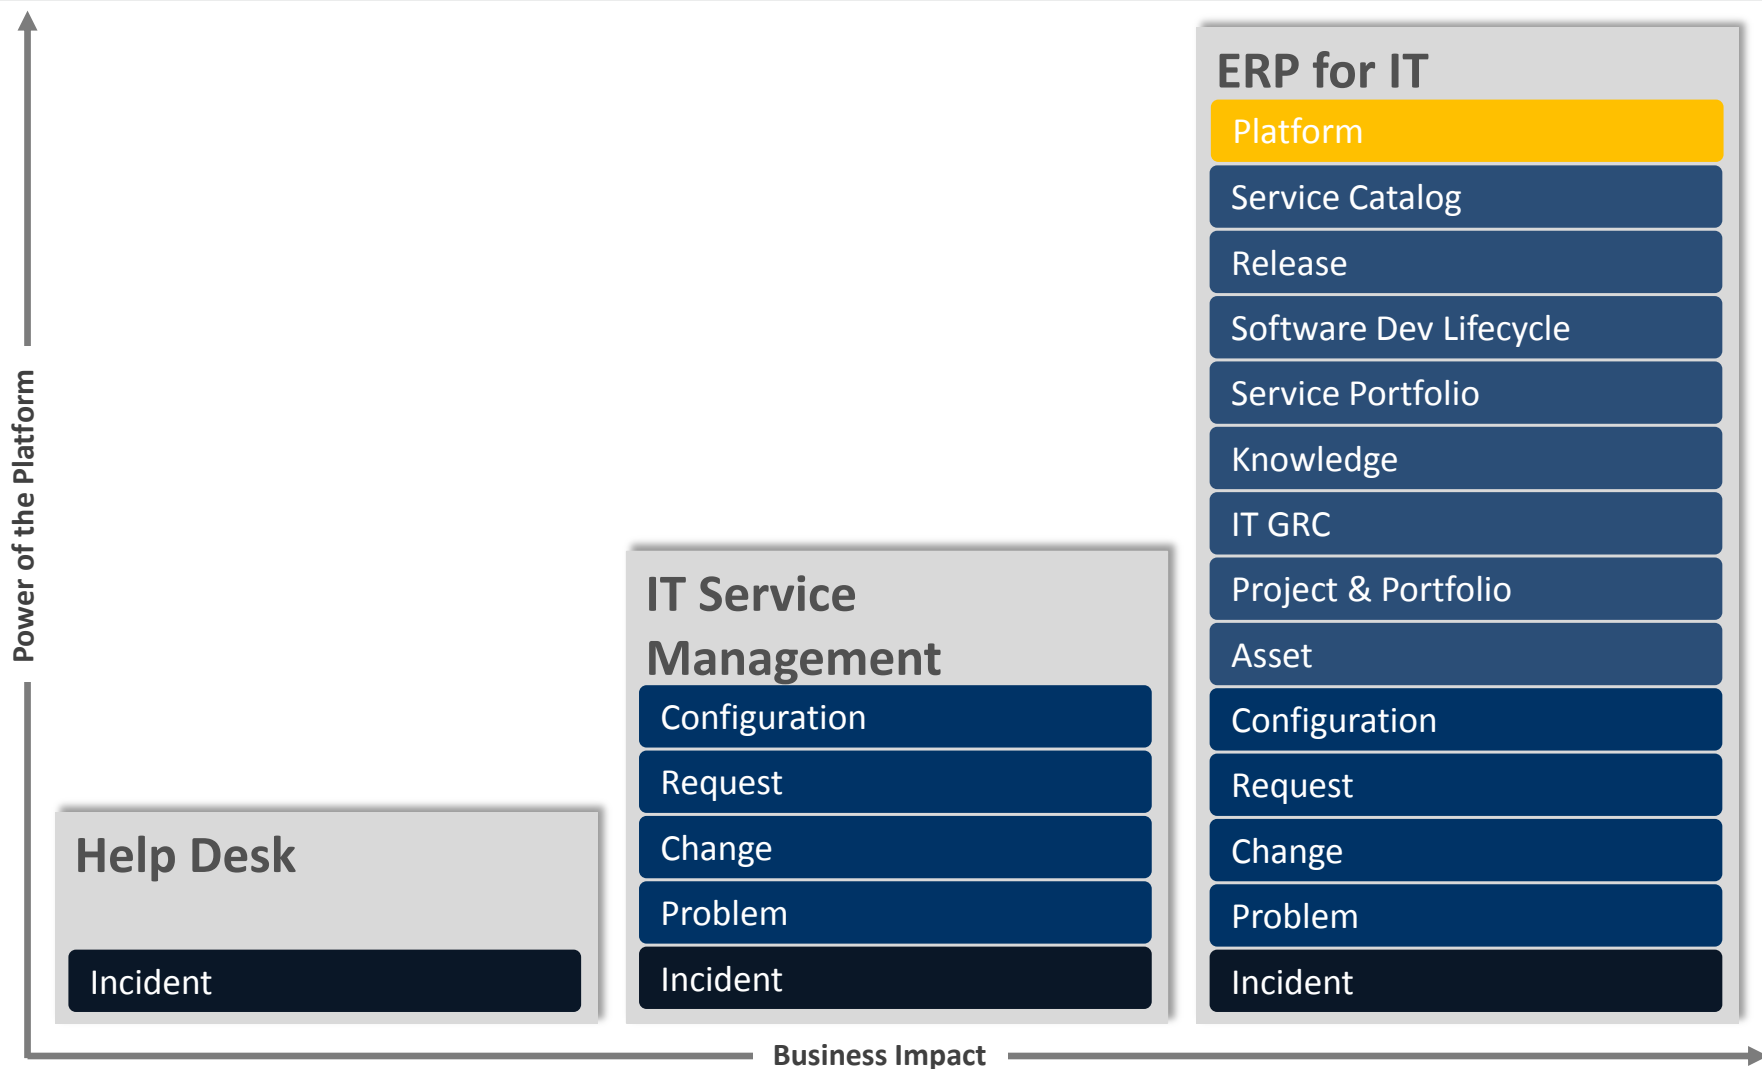 Power of the Platform
Help Desk
Incident
IT Service
Management
Configuration
Request
Change
Problem
Incident
ERP for IT
Platform
Service Catalog
Release
Software Dev Lifecycle
Service Portfolio
Knowledge
IT GRC
Project & Portfolio
Asset
Configuration
Request
Change
Problem
Incident
Business Impact